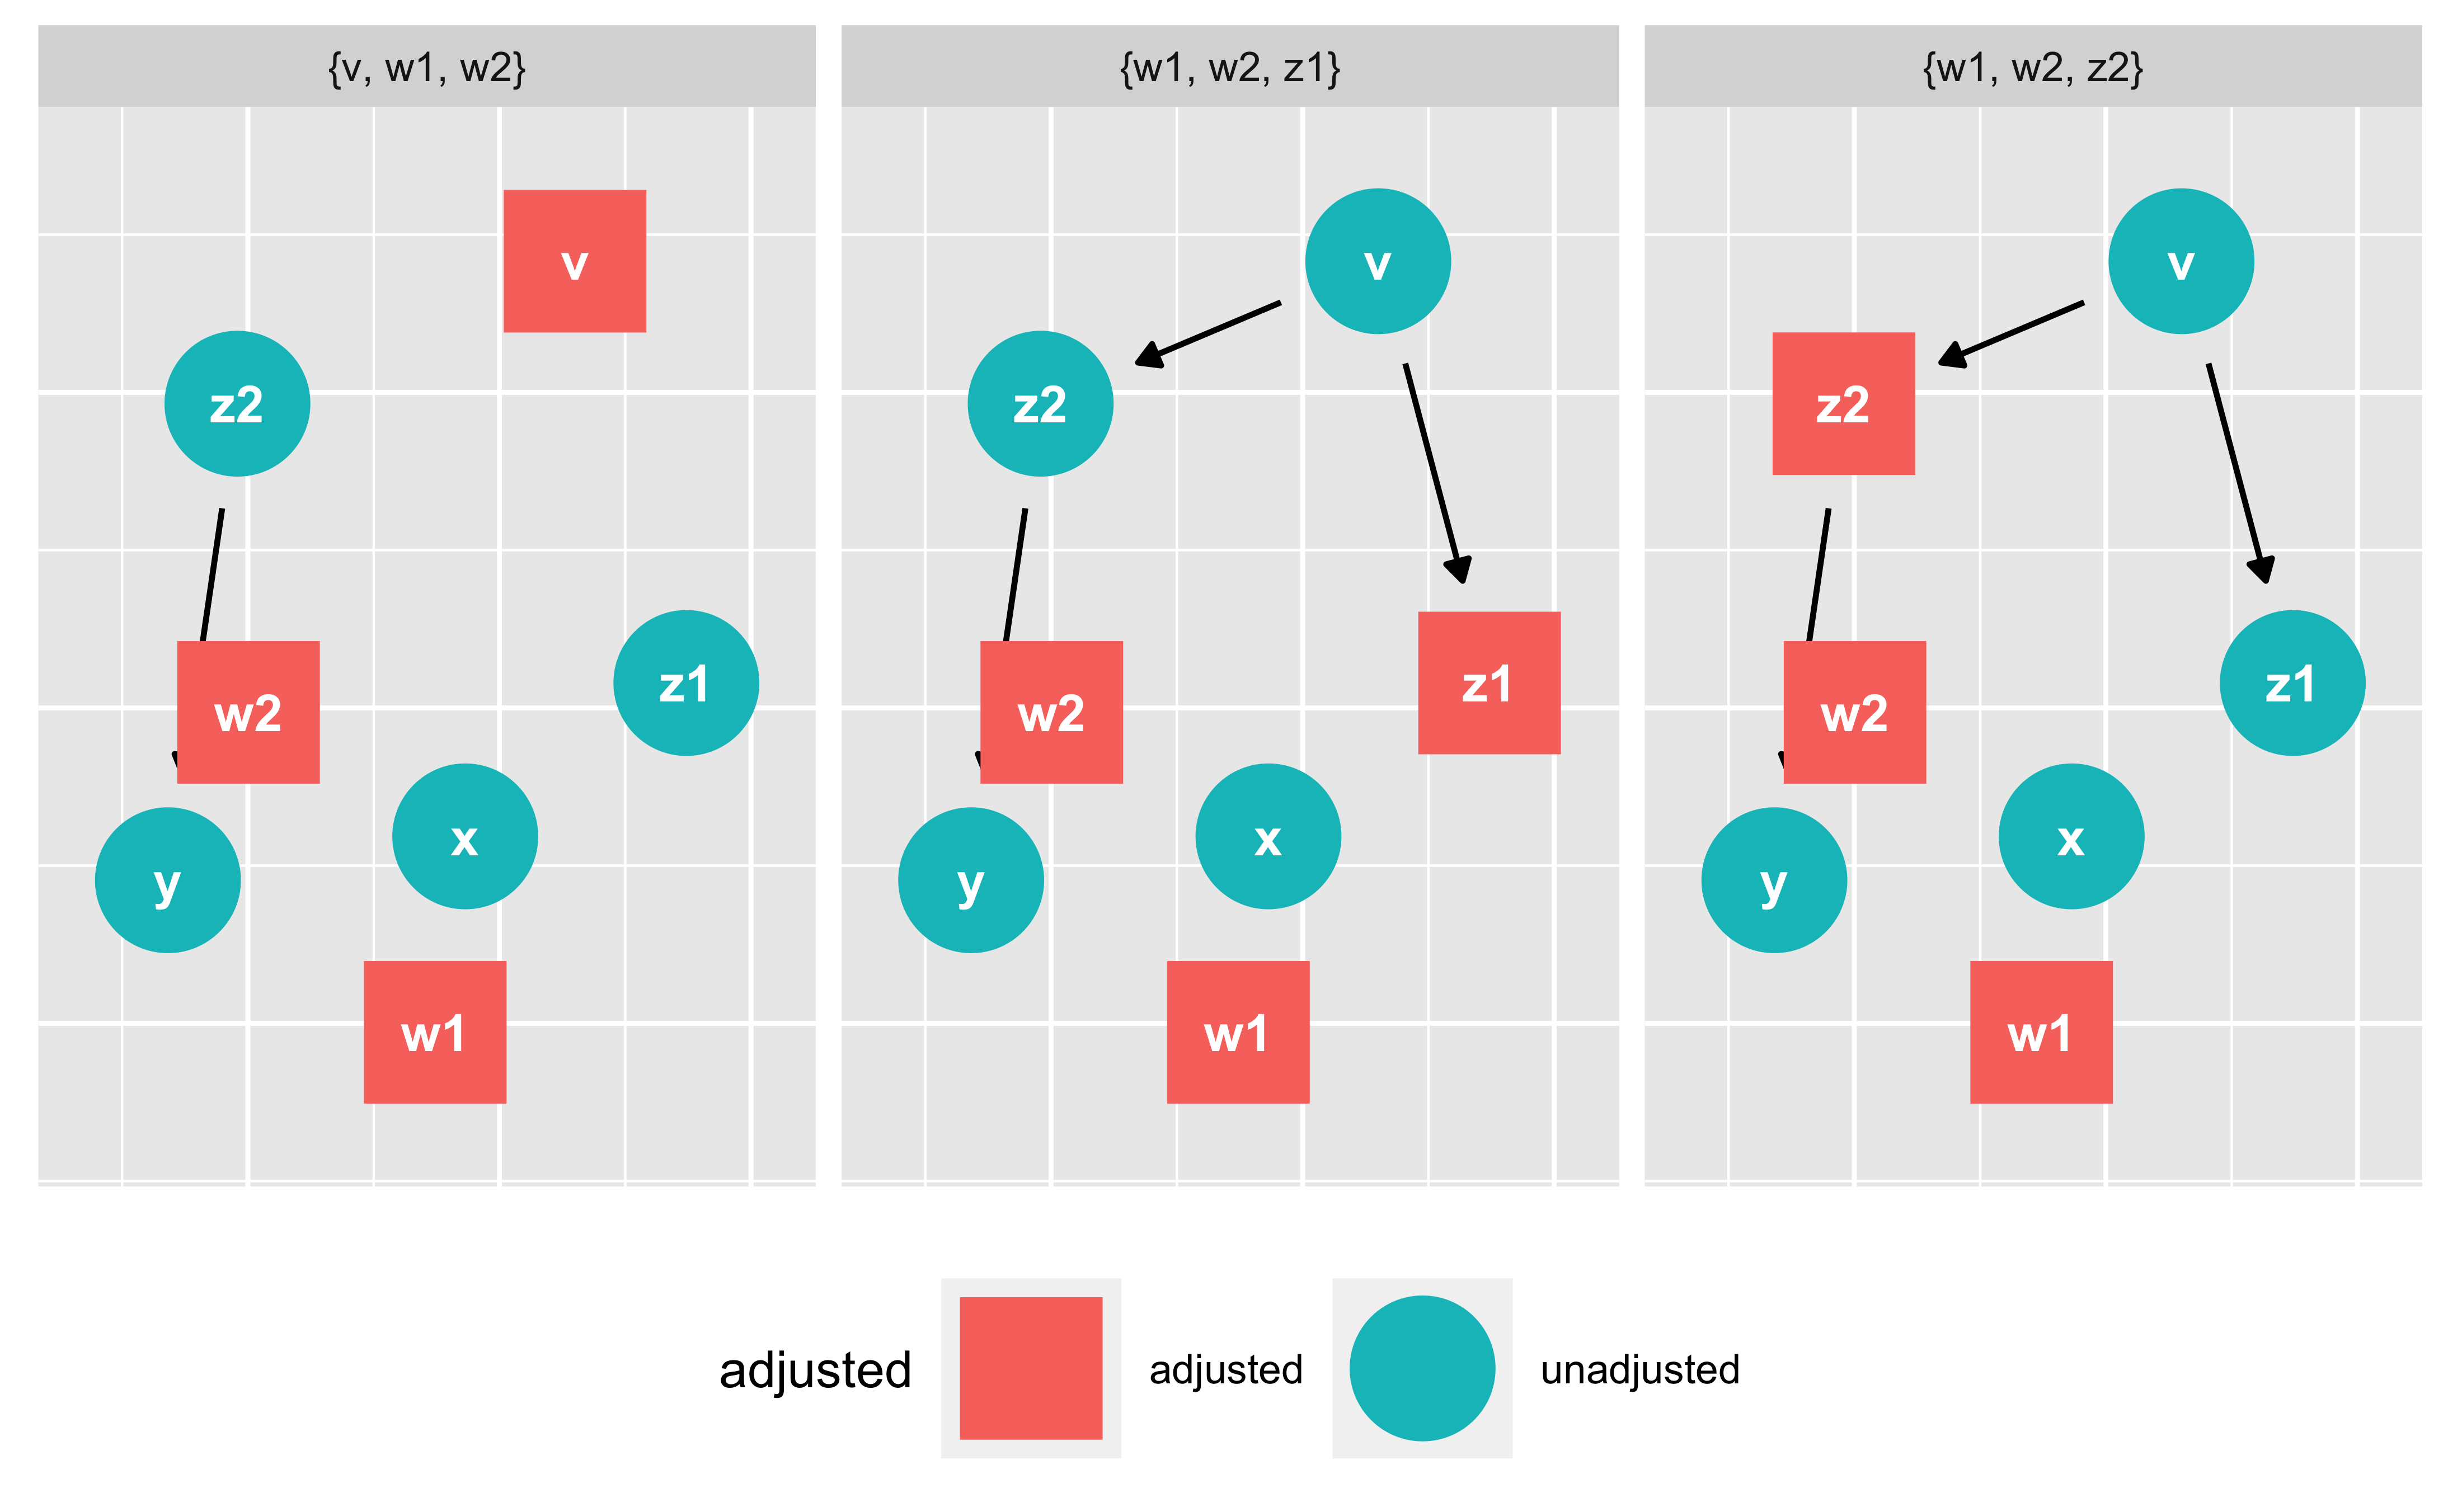 {v, w1, w2}
v
z2
z1
w2
x
y
w1
{w1, w2, z1}
v
z2
z1
w2
x
y
w1
{w1, w2, z2}
v
z2
z1
w2
x
y
w1
adjusted adjusted unadjusted